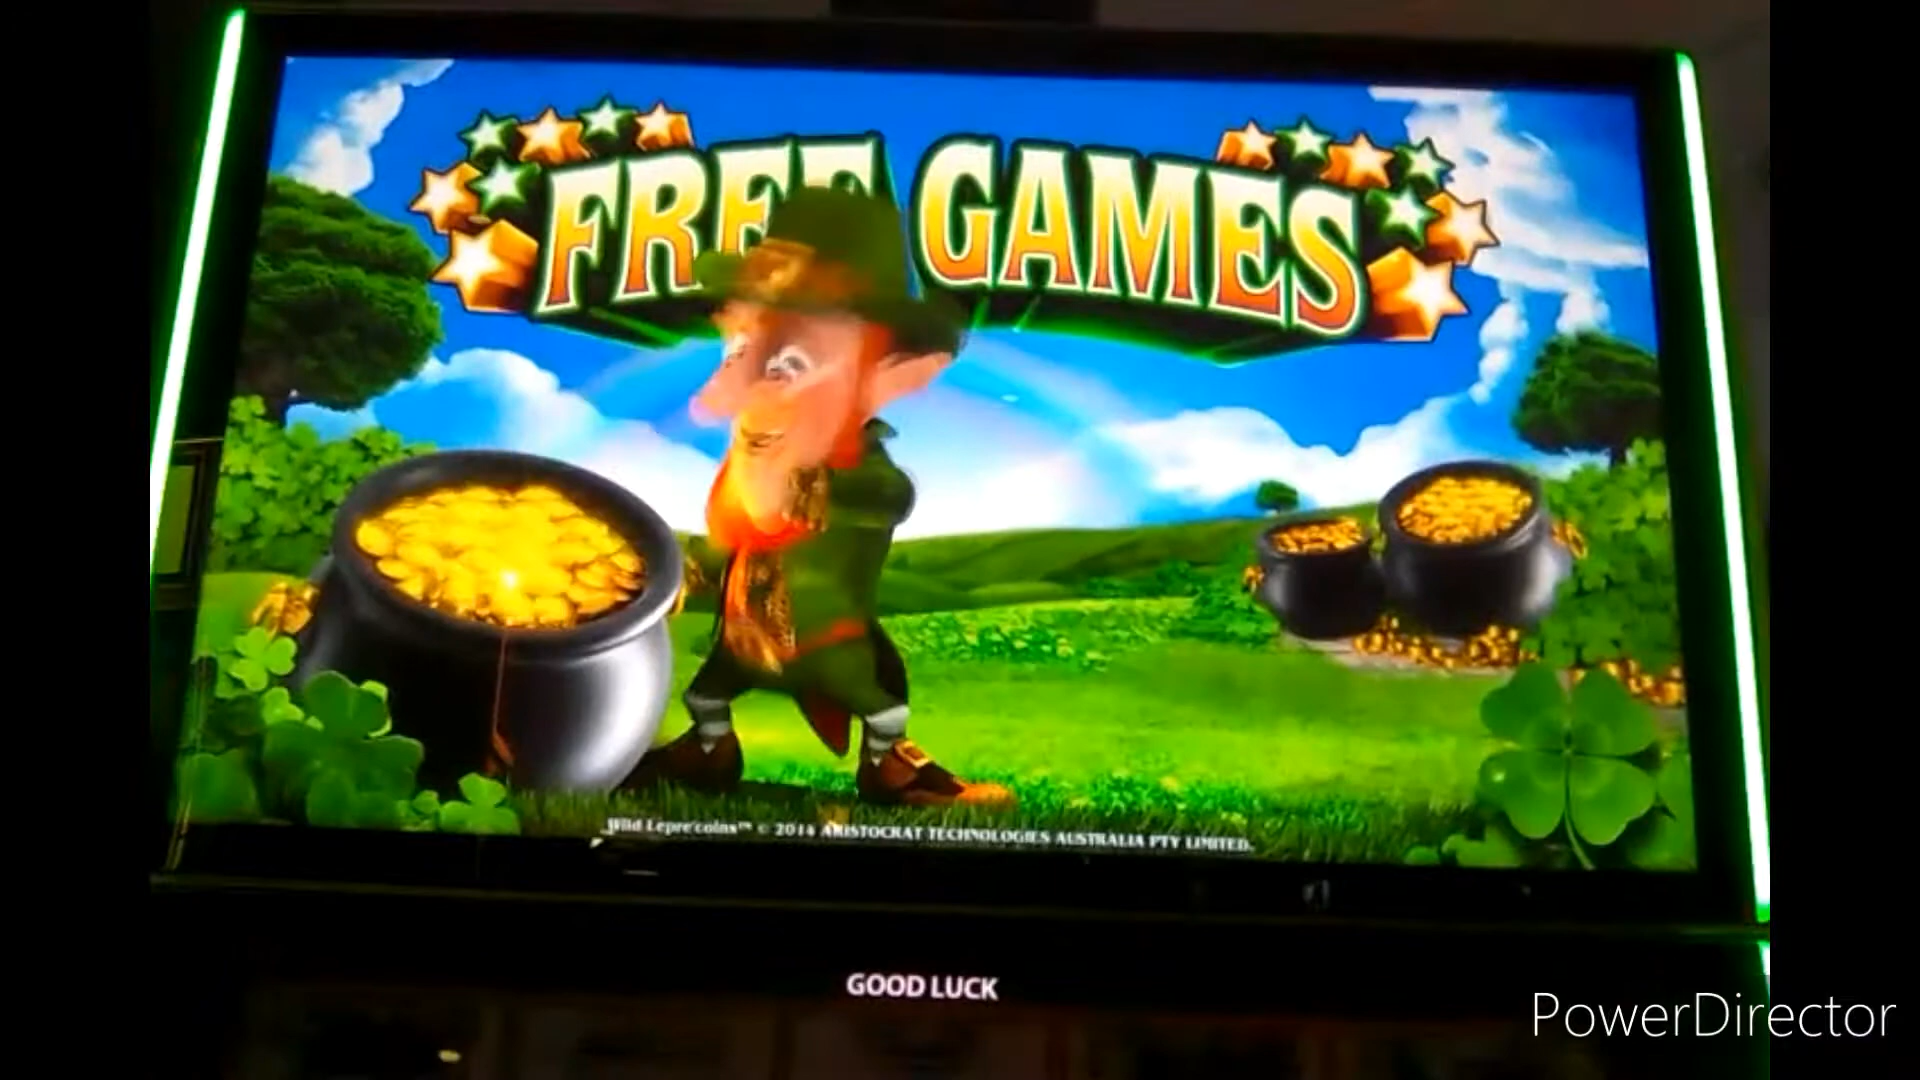 FREE GAMES
Wild Lepre'coins™ © 2014 ARISTOCRAT TECHNOLOGIES AUSTRALIA PTY LIMITED.
GOOD LUCK
PowerDirector